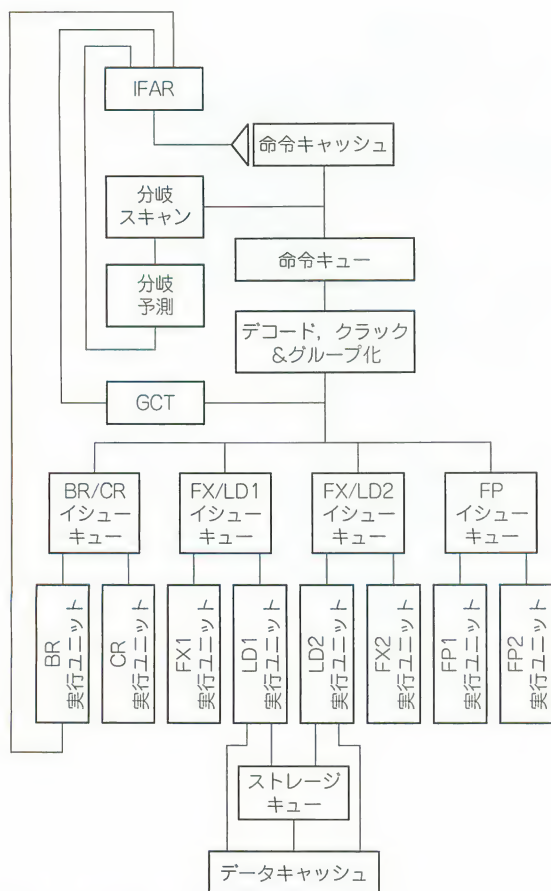 IFAR
命令キャッシュ
分岐
スキャン
命令キュー
分岐
予測
デコード，クラック
&グループ化
GCT
BR/CR
イシュー
キュー
FX/LD1
イシュー
キュー
FX/LD2
イシュー
キュー
FP
イシュー
キュー
BR
実行ユニット
CR
実行ユニット
FX1
実行ユニット
LD1
実行ユニット
LD2
実行ユニット
FX2
実行ユニット
FP1
実行ユニット
FP2
実行ユニット
ストレージ
キュー
データキャッシュ